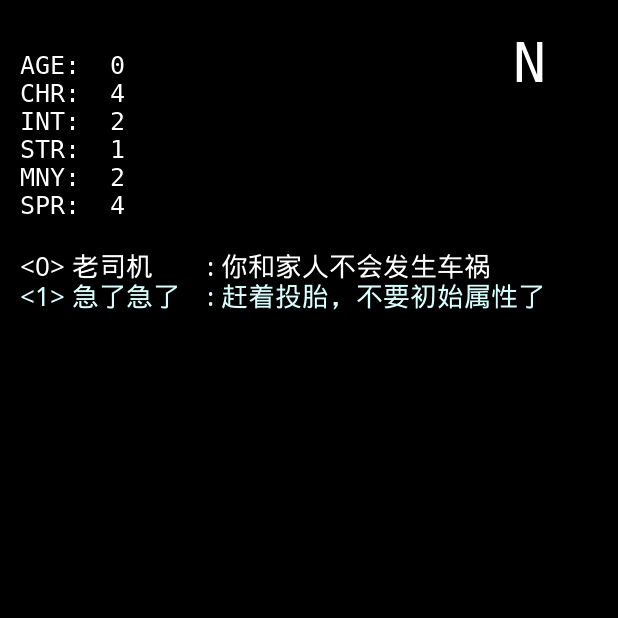 N
AGE: 0
CHR: 4
INT: 2
STR: 1
MNY: 2
SPR: 4
<0> 老司机 : 你和家人不会发生车祸
<1> 急了急了 : 赶着投胎，不要初始属性了